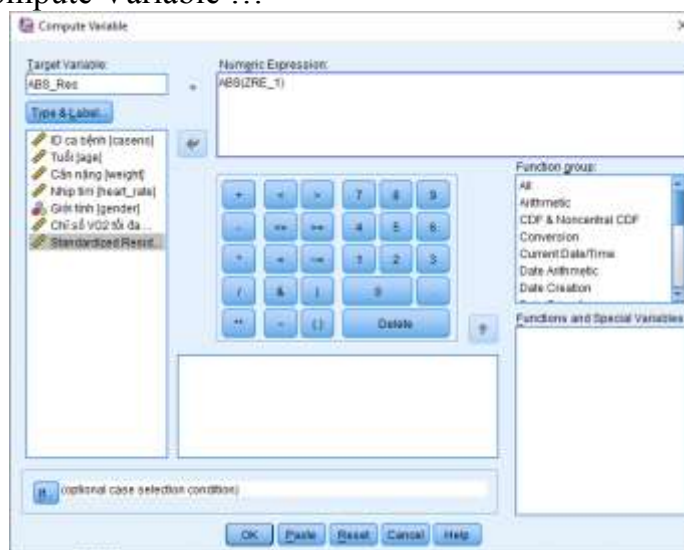 Compute Variable ...
Compute Variable
Target Variable:
ABS_Res
=
Type & Label...
ID ca bệnh [casens]
Tuổi [age]
Cân nặng [weight]
Nhịp tim [heart_rate]
Giới tính [gender]
Chỉ số VO2 tối đa ...
Standardized Resid...
Numeric Expression:
ABS(ZRE_1)
+ < > 7 8 9
- <= >= 4 5 6
* = ~= 1 2 3
/ & | 0 .
** ~ () Delete
Function group:
All
Arithmetic
CDF & Noncentral CDF
Conversion
Current Date/Time
Date Arithmetic
Date Creation
Functions and Special Variables:
If... (optional case selection condition)
OK Paste Reset Cancel Help